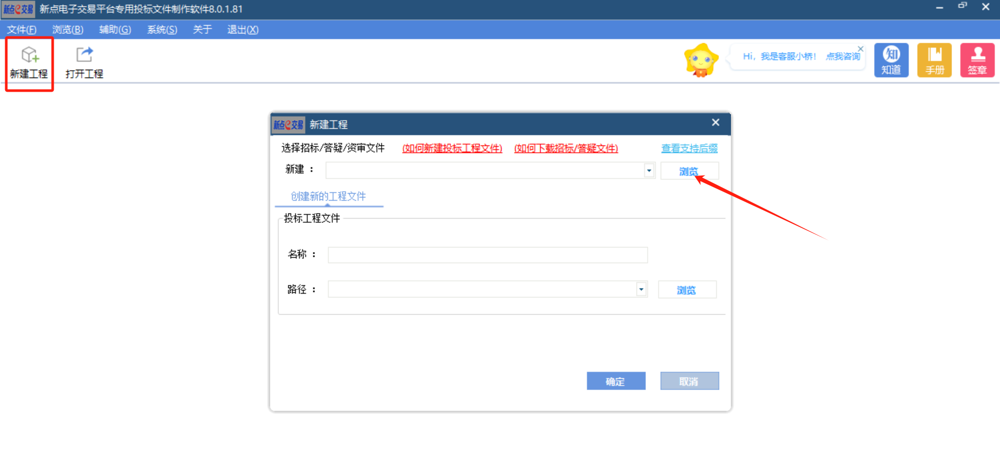 新点e交易 新点电子交易平台专用投标文件制作软件8.0.1.81
文件(F) 浏览(B) 辅助(G) 系统(S) 关于 退出(X)
新建工程 打开工程
Hi，我是客服小桥！ 点我咨询
知
知道 手册 签章
新点e交易 新建工程
选择招标/答疑/资审文件 (如何新建投标工程文件) (如何下载招标/答疑文件) 查看支持后缀
新建 ： 浏览
创建新的工程文件
投标工程文件
名称 ：
路径 ： 浏览
确定 取消